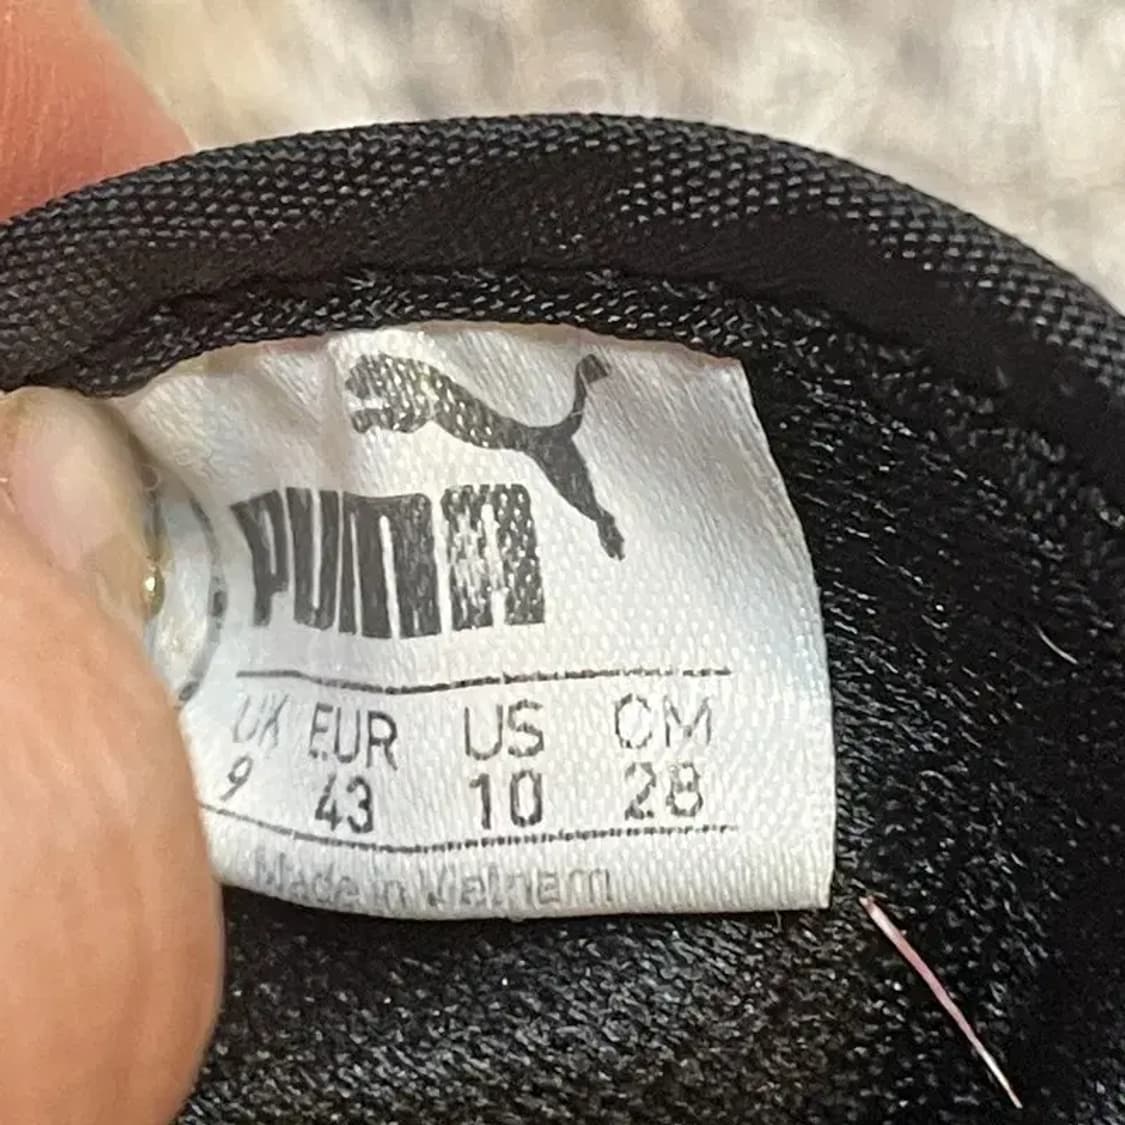 PUMA
UK EUR US CM
9 43 10 28
Made in Vietnam